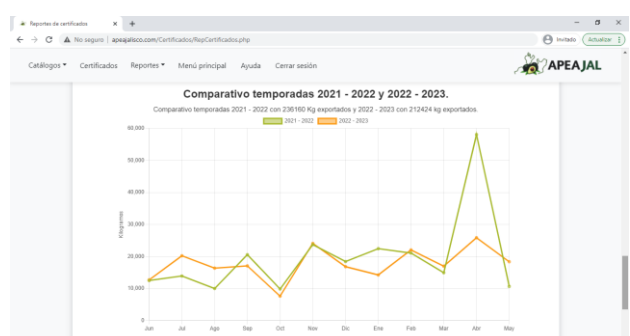 Reportes de certificados
No seguro | apeajalisco.com/Certificados/RepCertificados.php
Invitado
Actualizar
Catálogos Certificados Reportes Menú principal Ayuda Cerrar sesión
APEAJAL
Comparativo temporadas 2021 - 2022 y 2022 - 2023.
Comparativo temporadas 2021 - 2022 con 236160 Kg exportados y 2022 - 2023 con 212424 kg exportados.
2021 - 2022 2022 - 2023
60,000
50,000
40,000
30,000
20,000
10,000
0
Kilogramos
Jun Jul Ago Sep Oct Nov Dic Ene Feb Mar Abr May